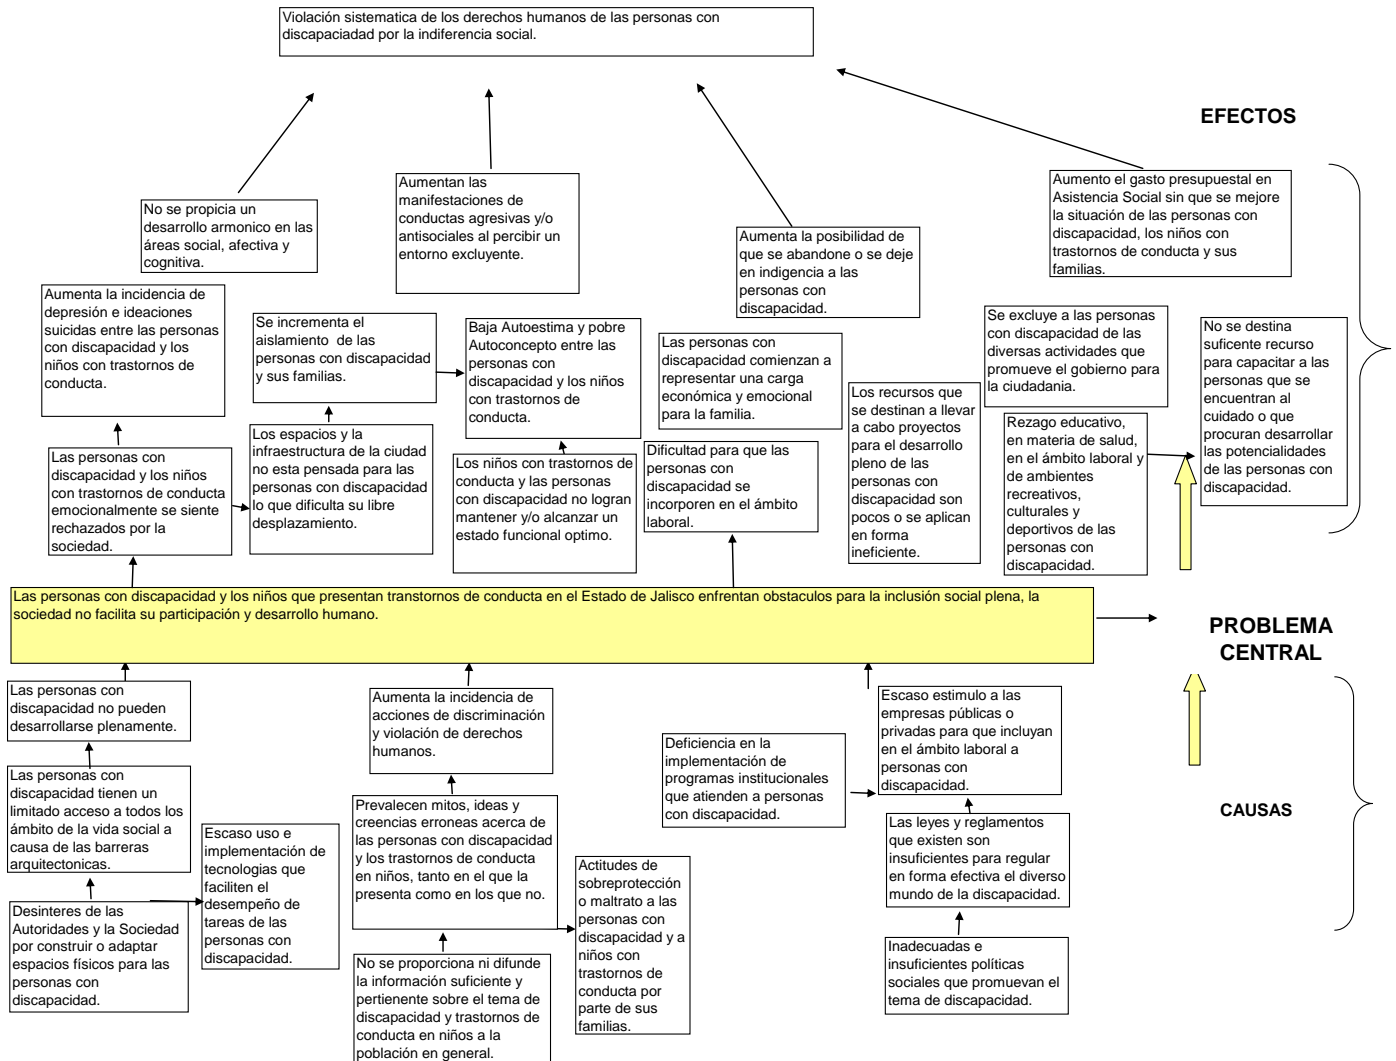 Violación sistematica de los derechos humanos de las personas con
discapaciadad por la indiferencia social.
EFECTOS
No se propicia un
desarrollo armonico en las
áreas social, afectiva y
cognitiva.
Aumentan las
manifestaciones de
conductas agresivas y/o
antisociales al percibir un
entorno excluyente.
Aumenta la posibilidad de
que se abandone o se deje
en indigencia a las
personas con
discapacidad.
Aumento el gasto presupuestal en
Asistencia Social sin que se mejore
la situación de las personas con
discapacidad, los niños con
trastornos de conducta y sus
familias.
Aumenta la incidencia de
depresión e ideaciones
suicidas entre las personas
con discapacidad y los
niños con trastornos de
conducta.
Se incrementa el
aislamiento de las
personas con discapacidad
y sus familias.
Baja Autoestima y pobre
Autoconcepto entre las
personas con
discapacidad y los niños
con trastornos de
conducta.
Las personas con
discapacidad comienzan a
representar una carga
económica y emocional
para la familia.
Los recursos que
se destinan a llevar
a cabo proyectos
para el desarrollo
pleno de las
personas con
discapacidad son
pocos o se aplican
en forma
ineficiente.
Se excluye a las personas
con discapacidad de las
diversas actividades que
promueve el gobierno para
la ciudadania.
No se destina
suficente recurso
para capacitar a las
personas que se
encuentran al
cuidado o que
procuran desarrollar
las potencialidades
de las personas con
discapacidad.
Las personas con
discapacidad y los niños
con trastornos de conducta
emocionalmente se siente
rechazados por la
sociedad.
Los espacios y la
infraestructura de la ciudad
no esta pensada para las
personas con discapacidad
lo que dificulta su libre
desplazamiento.
Los niños con trastornos de
conducta y las personas
con discapacidad no logran
mantener y/o alcanzar un
estado funcional optimo.
Dificultad para que las
personas con
discapacidad se
incorporen en el ámbito
laboral.
Rezago educativo,
en materia de salud,
en el ámbito laboral y
de ambientes
recreativos,
culturales y
deportivos de las
personas con
discapacidad.
Las personas con discapacidad y los niños que presentan transtornos de conducta en el Estado de Jalisco enfrentan obstaculos para la inclusión social plena, la
sociedad no facilita su participación y desarrollo humano.
PROBLEMA
CENTRAL
Las personas con
discapacidad no pueden
desarrollarse plenamente.
Aumenta la incidencia de
acciones de discriminación
y violación de derechos
humanos.
Deficiencia en la
implementación de
programas institucionales
que atienden a personas
con discapacidad.
Escaso estimulo a las
empresas públicas o
privadas para que incluyan
en el ámbito laboral a
personas con
discapacidad.
CAUSAS
Las personas con
discapacidad tienen un
limitado acceso a todos los
ámbito de la vida social a
causa de las barreras
arquitectonicas.
Escaso uso e
implementación de
tecnologias que
faciliten el
desempeño de
tareas de las
personas con
discapacidad.
Prevalecen mitos, ideas y
creencias erroneas acerca de
las personas con discapacidad
y los trastornos de conducta
en niños, tanto en el que la
presenta como en los que no.
Actitudes de
sobreprotección
o maltrato a las
personas con
discapacidad y a
niños con
trastornos de
conducta por
parte de sus
familias.
Las leyes y reglamentos
que existen son
insuficientes para regular
en forma efectiva el diverso
mundo de la discapacidad.
Desinteres de las
Autoridades y la Sociedad
por construir o adaptar
espacios físicos para las
personas con
discapacidad.
No se proporciona ni difunde
la información suficiente y
pertienente sobre el tema de
discapacidad y trastornos de
conducta en niños a la
población en general.
Inadecuadas e
insuficientes políticas
sociales que promuevan el
tema de discapacidad.